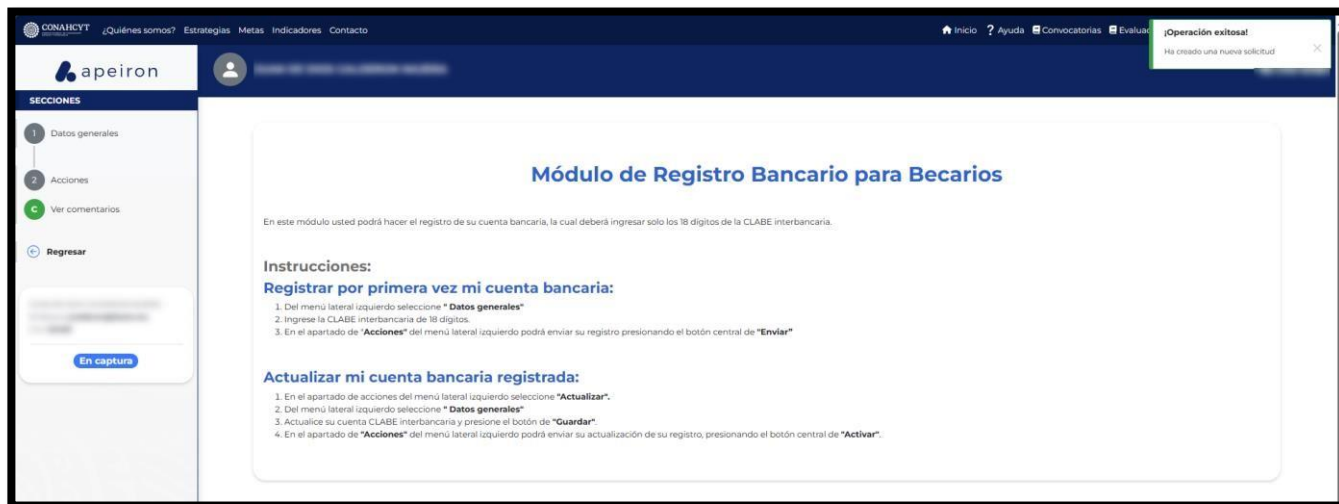 CONAHCYT ¿Quiénes somos? Estrategias Metas Indicadores Contacto Inicio ? Ayuda Convocatorias
¡Operación exitosa!
Ha creado una nueva solicitud
apeiron
SECCIONES
1 Datos generales
2 Acciones
C Ver comentarios
Regresar
En captura
Módulo de Registro Bancario para Becarios
En este módulo usted podrá hacer el registro de su cuenta bancaria, la cual deberá ingresar solo los 18 dígitos de la CLABE interbancaria.
Instrucciones:
Registrar por primera vez mi cuenta bancaria:
1. Del menú lateral izquierdo seleccione " Datos generales"
2. Ingrese la CLABE interbancaria de 18 dígitos.
3. En el apartado de "Acciones" del menú lateral izquierdo podrá enviar su registro presionando el botón central de "Enviar"
Actualizar mi cuenta bancaria registrada:
1. En el apartado de acciones del menú lateral izquierdo seleccione "Actualizar".
2. Del menú lateral izquierdo seleccione " Datos generales"
3. Actualice su cuenta CLABE interbancaria y presione el botón de "Guardar".
4. En el apartado de "Acciones" del menú lateral izquierdo podrá enviar su actualización de su registro, presionando el botón central de "Activar".